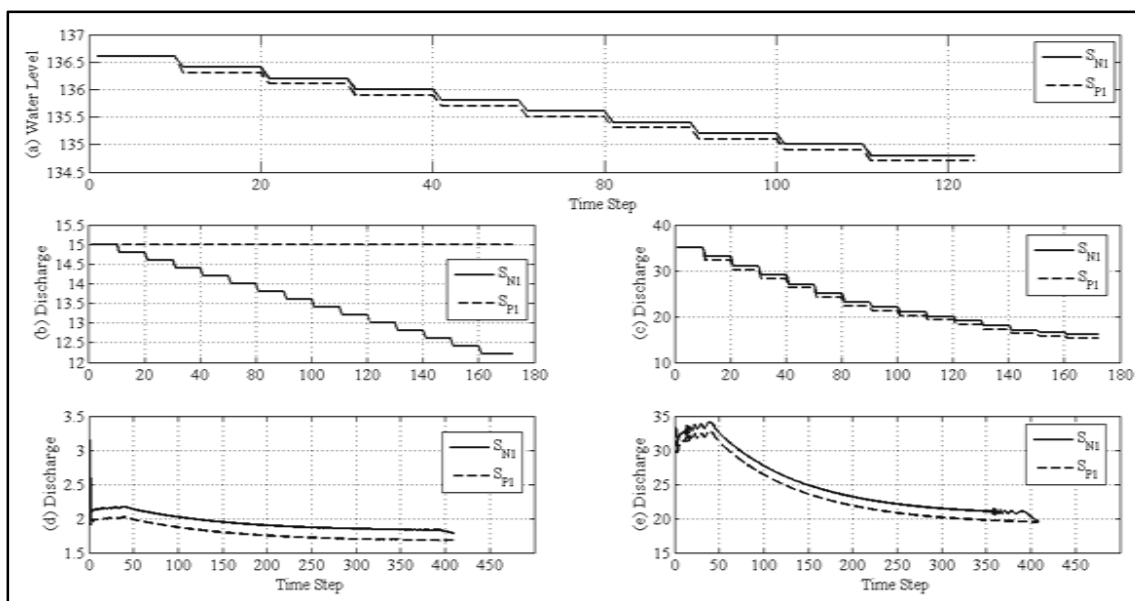 137
136.5
136
135.5
135
134.5
(a) Water Level
0 20 40 60 80 100 120
Time Step
S_N1
S_P1
15.5
15
14.5
14
13.5
13
12.5
12
(b) Discharge
0 20 40 60 80 100 120 140 160 180
S_N1
S_P1
40
30
20
10
(c) Discharge
0 20 40 60 80 100 120 140 160 180
S_N1
S_P1
3.5
3
2.5
2
1.5
(d) Discharge
0 50 100 150 200 250 300 350 400 450
Time Step
S_N1
S_P1
35
30
25
20
15
(e) Discharge
0 50 100 150 200 250 300 350 400 450
Time Step
S_N1
S_P1